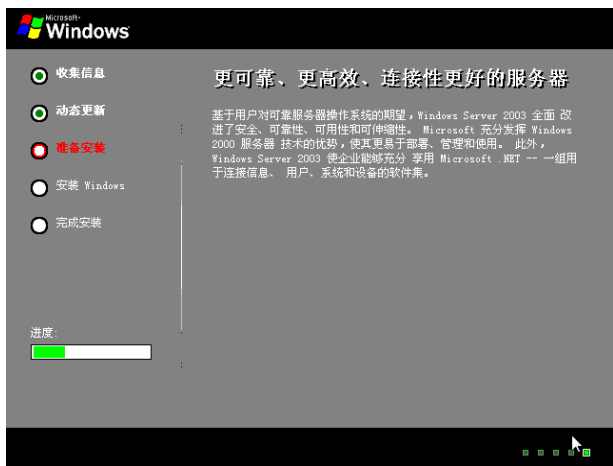 Microsoft
Windows
收集信息
动态更新
准备安装
安装 Windows
完成安装
进度:
更可靠、更高效、连接性更好的服务器
基于用户对可靠服务器操作系统的期望，Windows Server 2003 全面 改
进了安全、可靠性、可用性和可伸缩性。 Microsoft 充分发挥 Windows
2000 服务器 技术的优势，使其更易于部署、管理和使用。 此外，
Windows Server 2003 使企业能够充分 享用 Microsoft .NET -- 一组用
于连接信息、 用户、系统和设备的软件集。